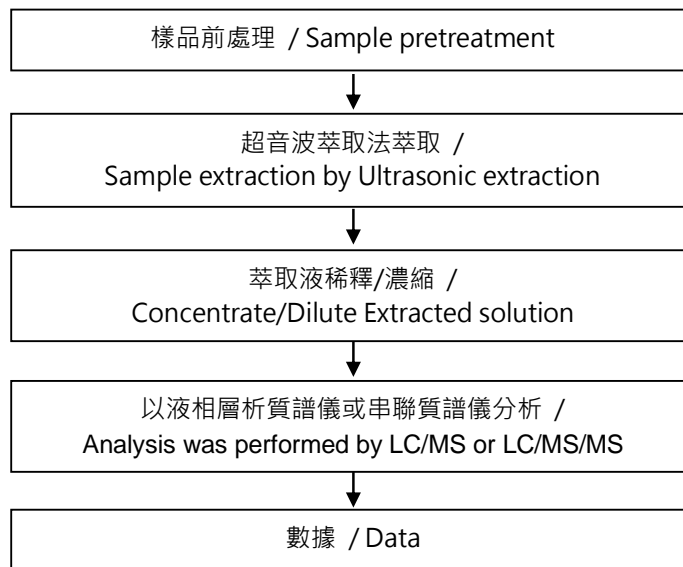 樣品前處理 / Sample pretreatment
超音波萃取法萃取 /
Sample extraction by Ultrasonic extraction
萃取液稀釋/濃縮 /
Concentrate/Dilute Extracted solution
以液相層析質譜儀或串聯質譜儀分析 /
Analysis was performed by LC/MS or LC/MS/MS
數據 / Data